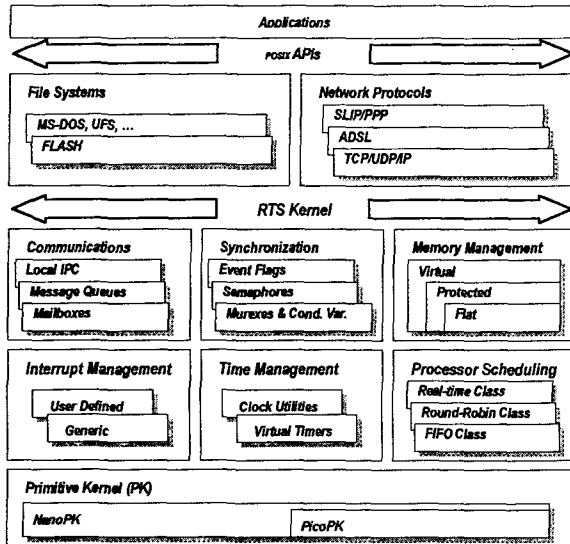 Applications
POSIX APIs
File Systems
MS-DOS, UFS, ...
FLASH
Network Protocols
SLIP/PPP
ADSL
TCP/UDP/IP
RTS Kernel
Communications
Local IPC
Message Queues
Mailboxes
Synchronization
Event Flags
Semaphores
Murexes & Cond. Var.
Memory Management
Virtual
Protected
Flat
Interrupt Management
User Defined
Generic
Time Management
Clock Utilities
Virtual Timers
Processor Scheduling
Real-time Class
Round-Robin Class
FIFO Class
Primitive Kernel (PK)
NanoPK
PicoPK